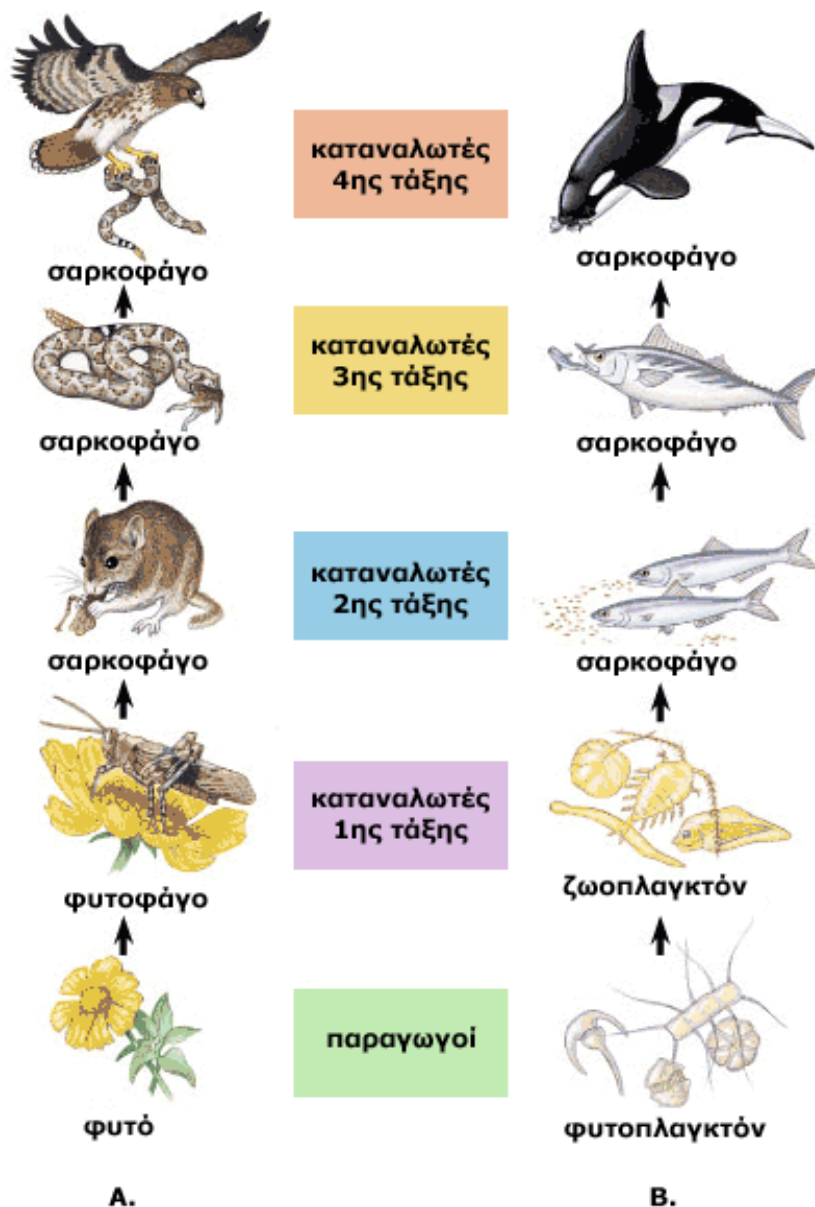 καταναλωτές
4ης τάξης
σαρκοφάγο
σαρκοφάγο
καταναλωτές
3ης τάξης
σαρκοφάγο
σαρκοφάγο
καταναλωτές
2ης τάξης
σαρκοφάγο
σαρκοφάγο
καταναλωτές
1ης τάξης
φυτοφάγο
ζωοπλαγκτόν
παραγωγοί
φυτό
φυτοπλαγκτόν
A.
B.